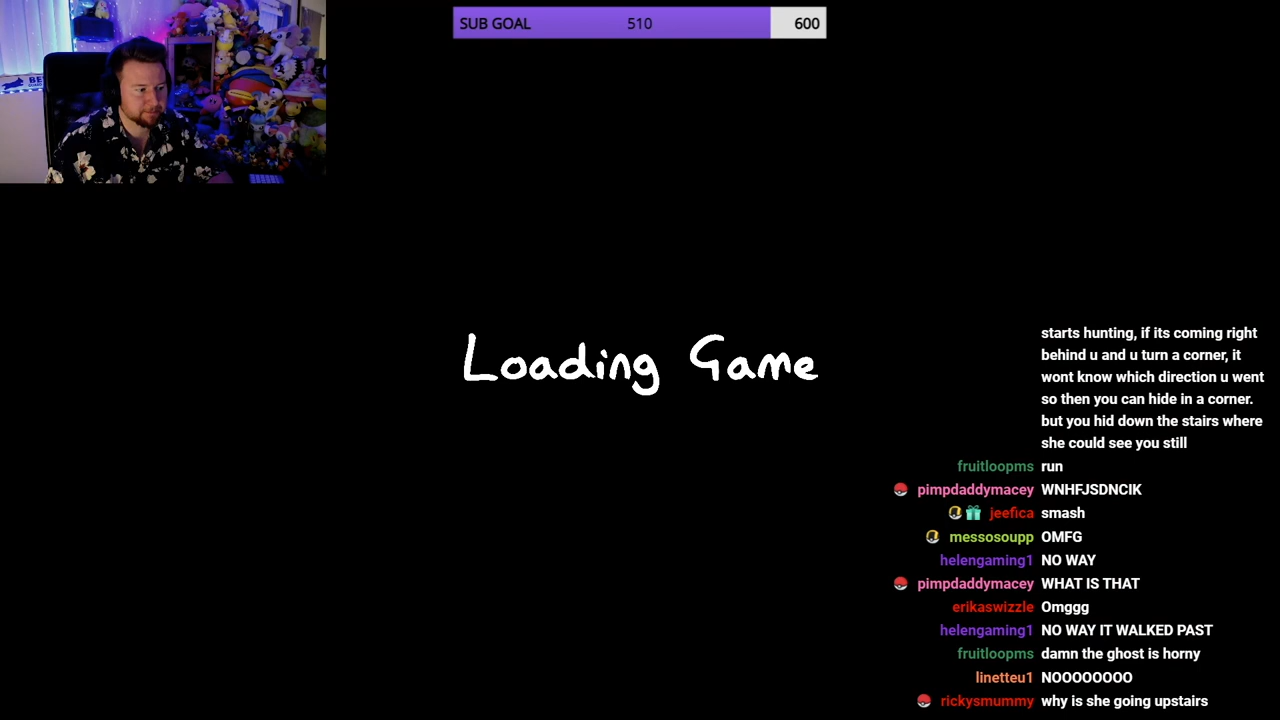 SUB GOAL 510 600
BE
Loading Game
starts hunting, if its coming right
behind u and u turn a corner, it
wont know which direction u went
so then you can hide in a corner.
but you hid down the stairs where
she could see you still
fruitloopms run
pimpdaddymacey WNHFJSDNCIK
jeefica smash
messosoupp OMFG
helengaming1 NO WAY
pimpdaddymacey WHAT IS THAT
erikaswizzle Omggg
helengaming1 NO WAY IT WALKED PAST
fruitloopms damn the ghost is horny
linetteu1 NOOOOOOOO
rickysmummy why is she going upstairs